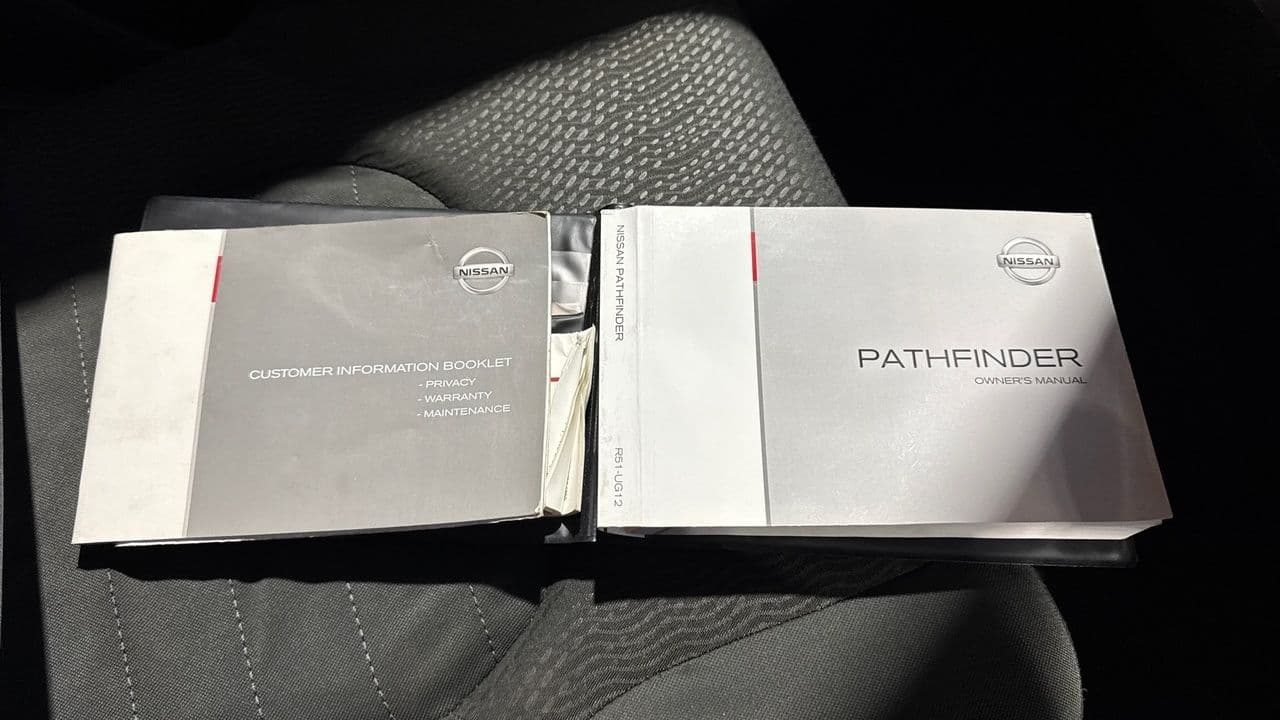 NISSAN
CUSTOMER INFORMATION BOOKLET
- PRIVACY
- WARRANTY
- MAINTENANCE
NISSAN PATHFINDER
R51-UG12
NISSAN
PATHFINDER
OWNER'S MANUAL